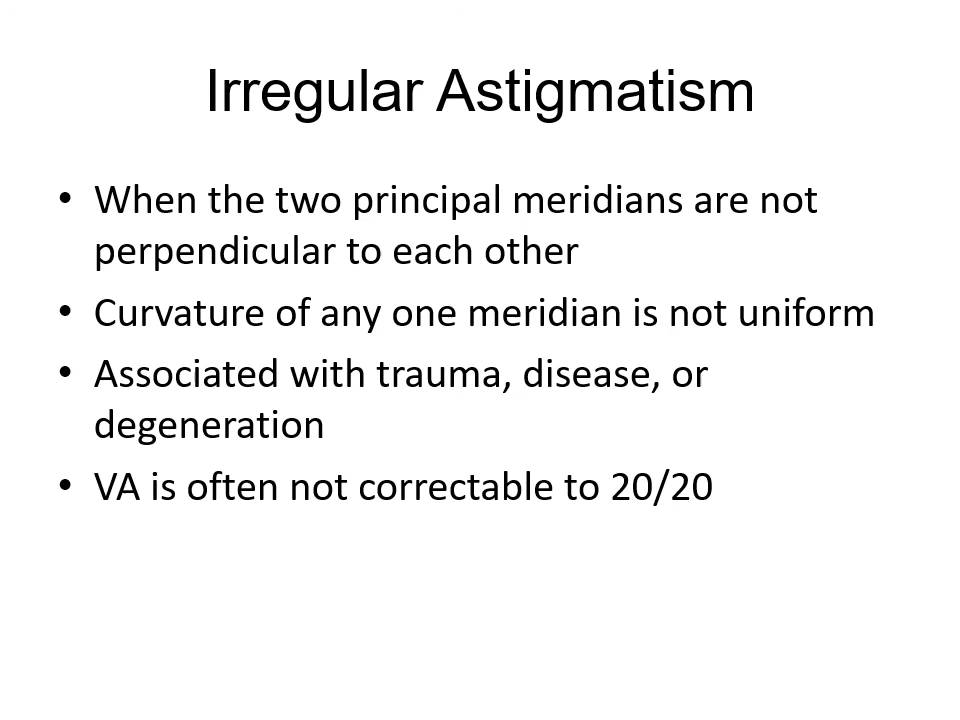 Irregular Astigmatism
• When the two principal meridians are not
perpendicular to each other
• Curvature of any one meridian is not uniform
• Associated with trauma, disease, or
degeneration
• VA is often not correctable to 20/20